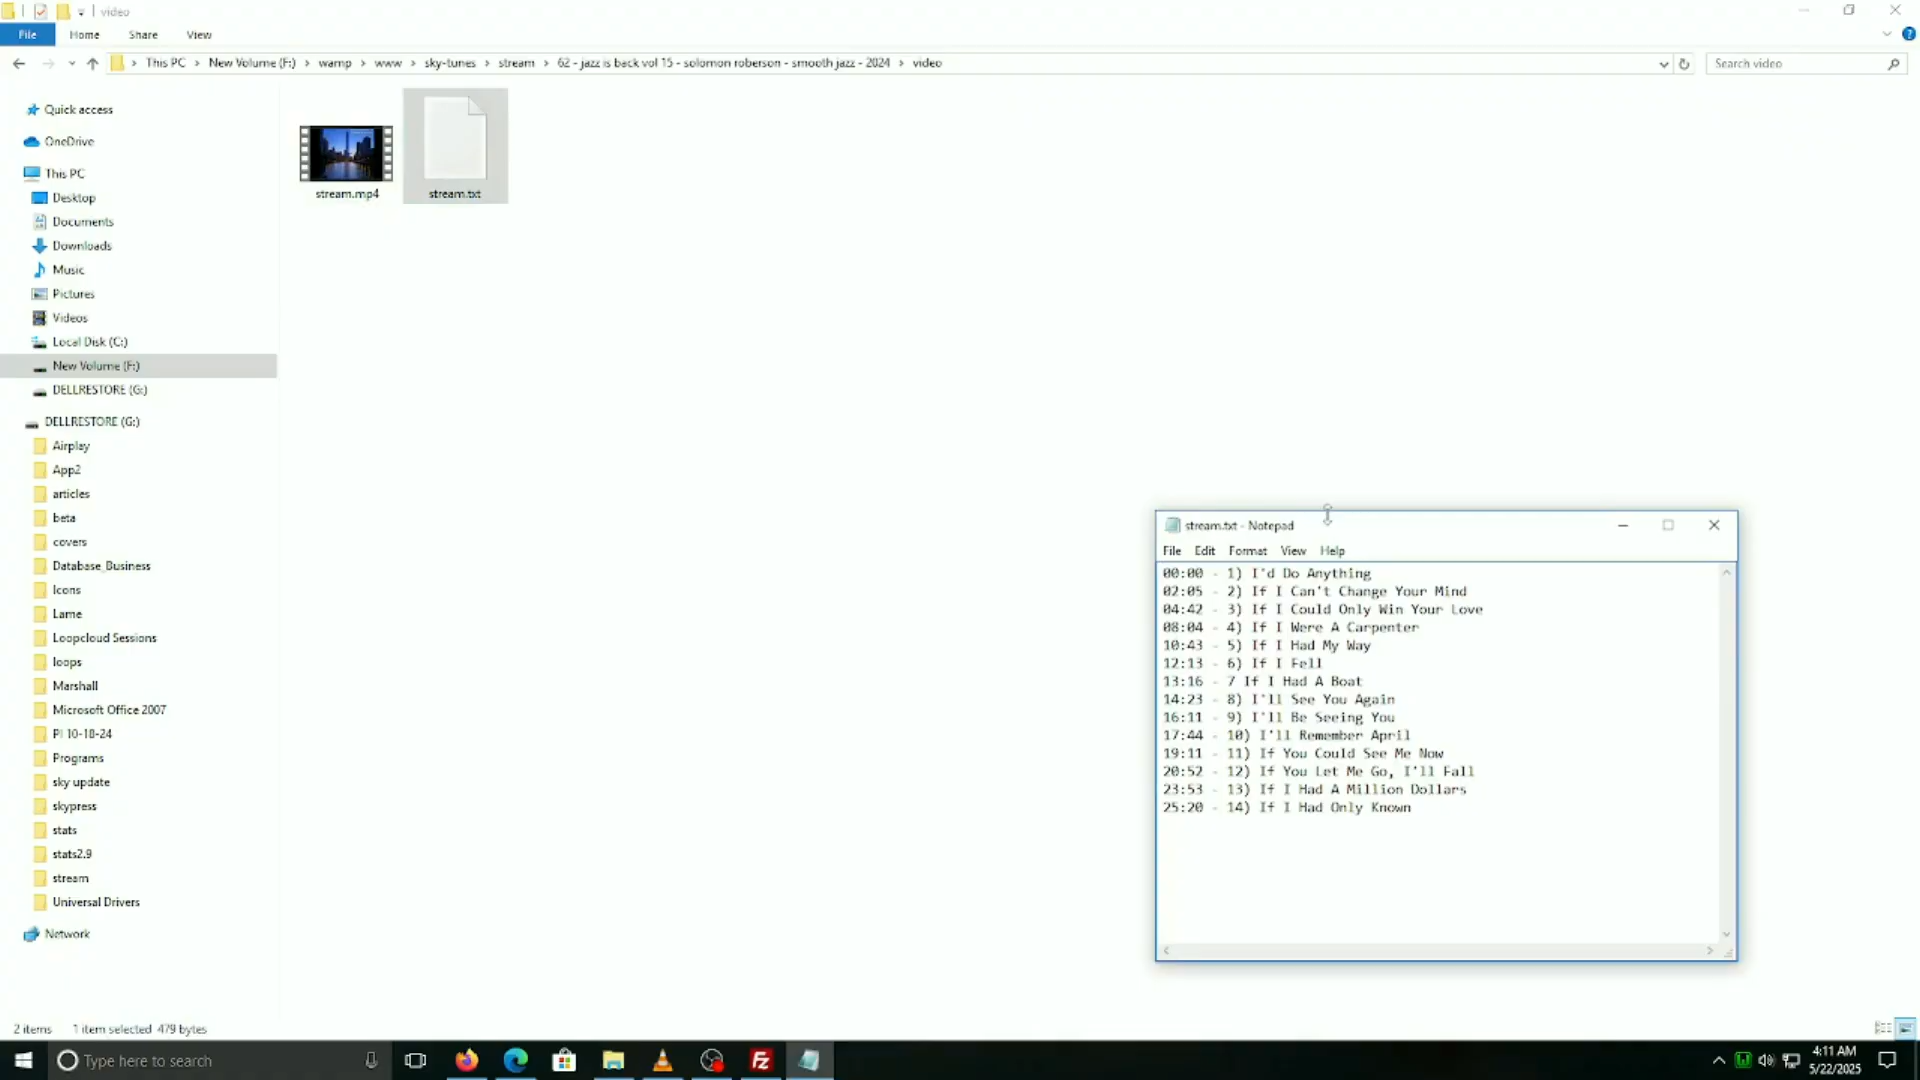 video
File Home Share View
This PC > New Volume (F:) > wamp > www > sky-tunes > stream > 62 - jazz is back vol 15 - solomon roberson - smooth jazz - 2024 > video
Search video
Quick access
OneDrive
This PC
Desktop
Documents
Downloads
Music
Pictures
Videos
Local Disk (C:)
New Volume (F:)
DELLRESTORE (G:)
DELLRESTORE (G:)
Airplay
App2
articles
beta
covers
Database_Business
Icons
Lame
Loopcloud Sessions
loops
Marshall
Microsoft Office 2007
PI 10-18-24
Programs
sky update
skypress
stats
stats2.9
stream
Universal Drivers
Network
stream.mp4
stream.txt
stream.txt - Notepad
File Edit Format View Help
00:00 - 1) I'd Do Anything
02:05 - 2) If I Can't Change Your Mind
04:42 - 3) If I Could Only Win Your Love
08:04 - 4) If I Were A Carpenter
10:43 - 5) If I Had My Way
12:13 - 6) If I Fell
13:16 - 7 If I Had A Boat
14:23 - 8) I'll See You Again
16:11 - 9) I'll Be Seeing You
17:44 - 10) I'll Remember April
19:11 - 11) If You Could See Me Now
20:52 - 12) If You Let Me Go, I'll Fall
23:53 - 13) If I Had A Million Dollars
25:20 - 14) If I Had Only Known
2 items 1 item selected 479 bytes
Type here to search
4:11 AM
5/22/2025